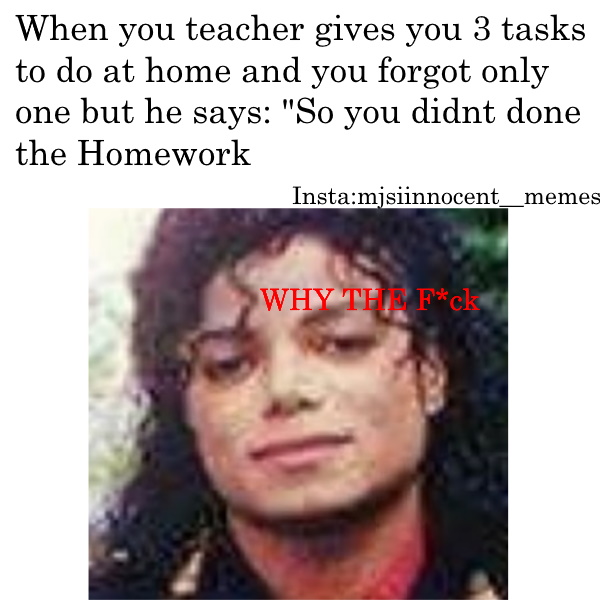 When you teacher gives you 3 tasks
to do at home and you forgot only
one but he says: "So you didnt done
the Homework
Insta:mjsiinnocent__memes
WHY THE F*ck